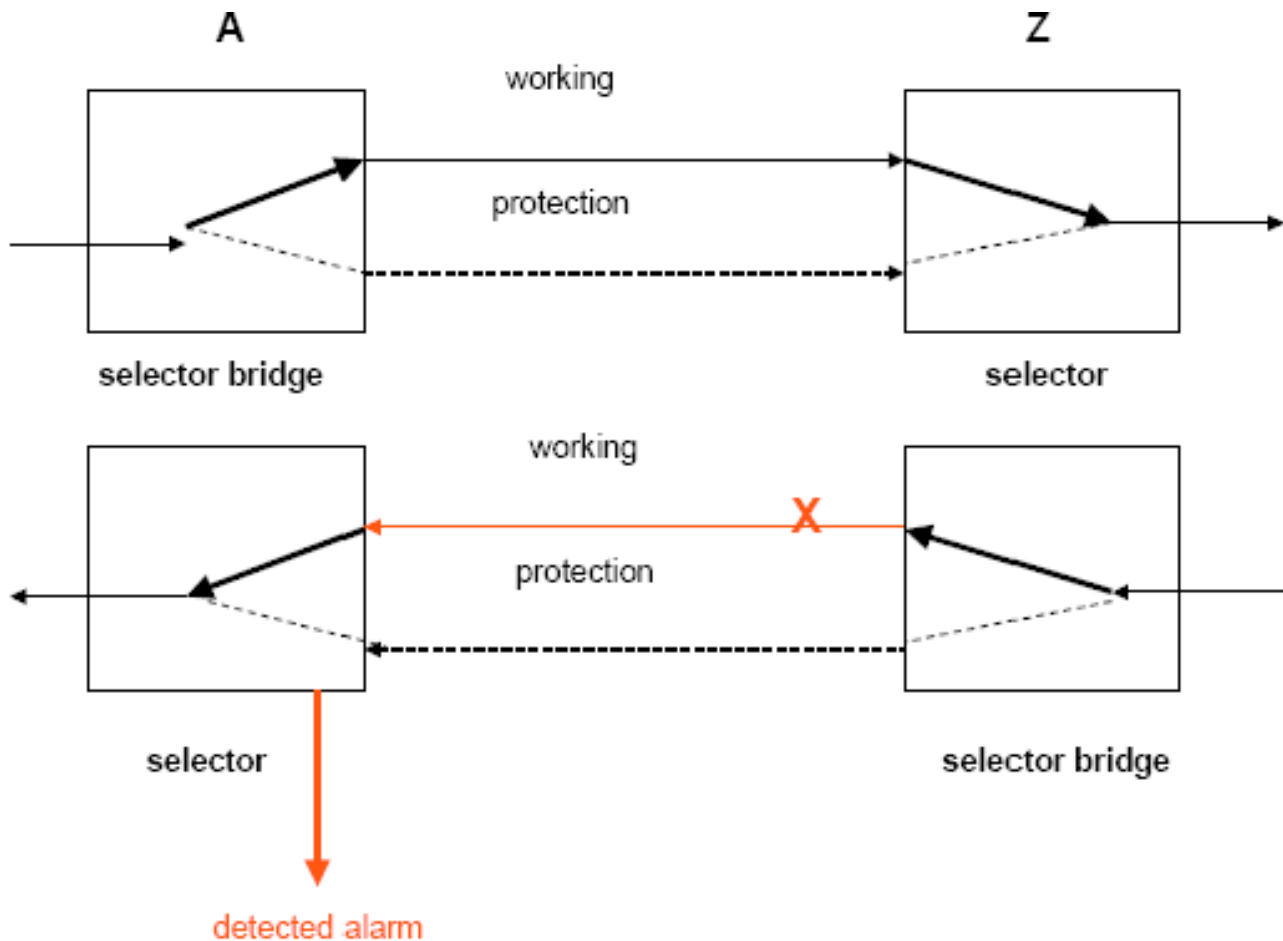 A
Z
working
protection
selector bridge
selector
working
X
protection
selector
selector bridge
detected alarm